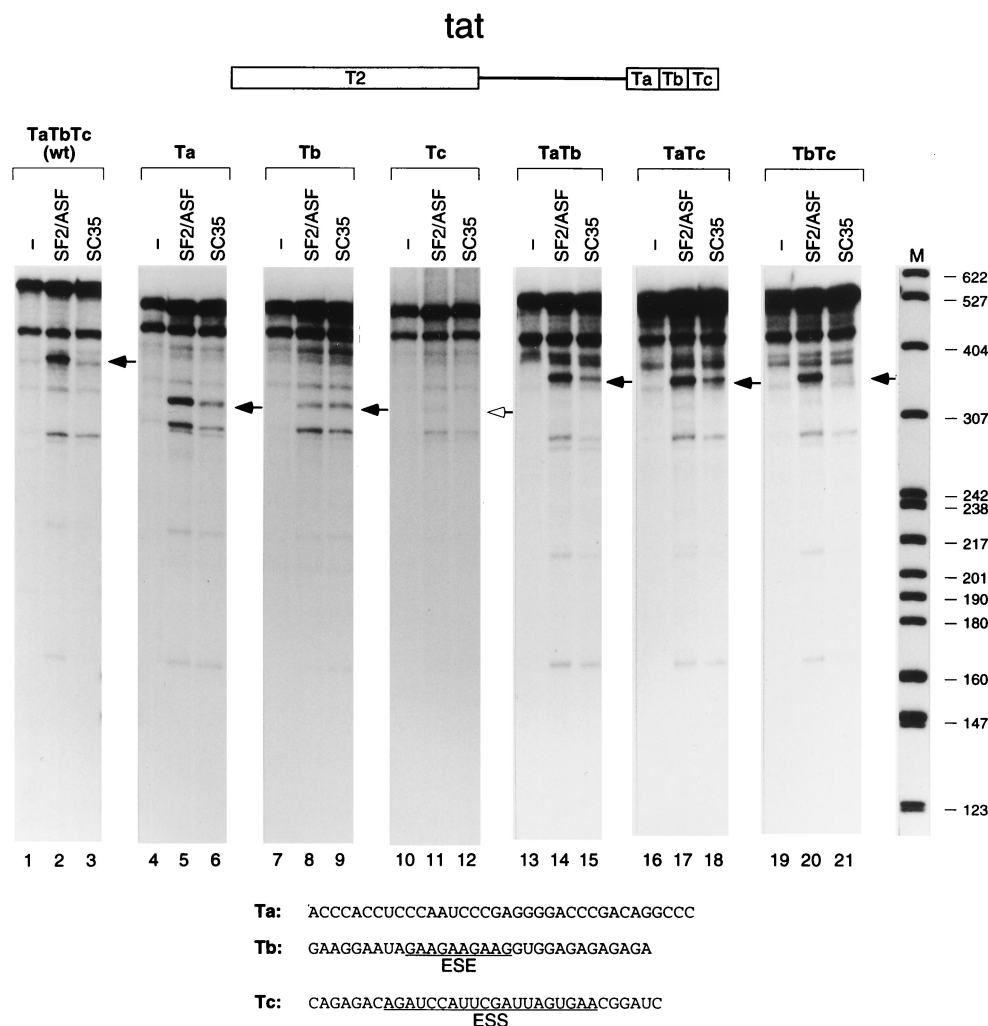 tat
T2 Ta Tb Tc
TaTbTc Ta Tb Tc TaTb TaTc TbTc
(wt)
– SF2/ASF SC35 – SF2/ASF SC35 – SF2/ASF SC35 – SF2/ASF SC35 – SF2/ASF SC35 – SF2/ASF SC35 – SF2/ASF SC35 M
– 622
– 527
– 404
– 307
– 242
– 238
– 217
– 201
– 190
– 180
– 160
– 147
– 123
1 2 3 4 5 6 7 8 9 10 11 12 13 14 15 16 17 18 19 20 21
Ta: ACCCACCUCCCAAUCCCGAGGGGACCCGACAGGCCC
Tb: GAAGGAAUAGAAGAAGAAGGUGGAGAGAGAGA
ESE
Tc: CAGAGACAGAUCCAUUCGAUUAGUGAACGGAUC
ESS